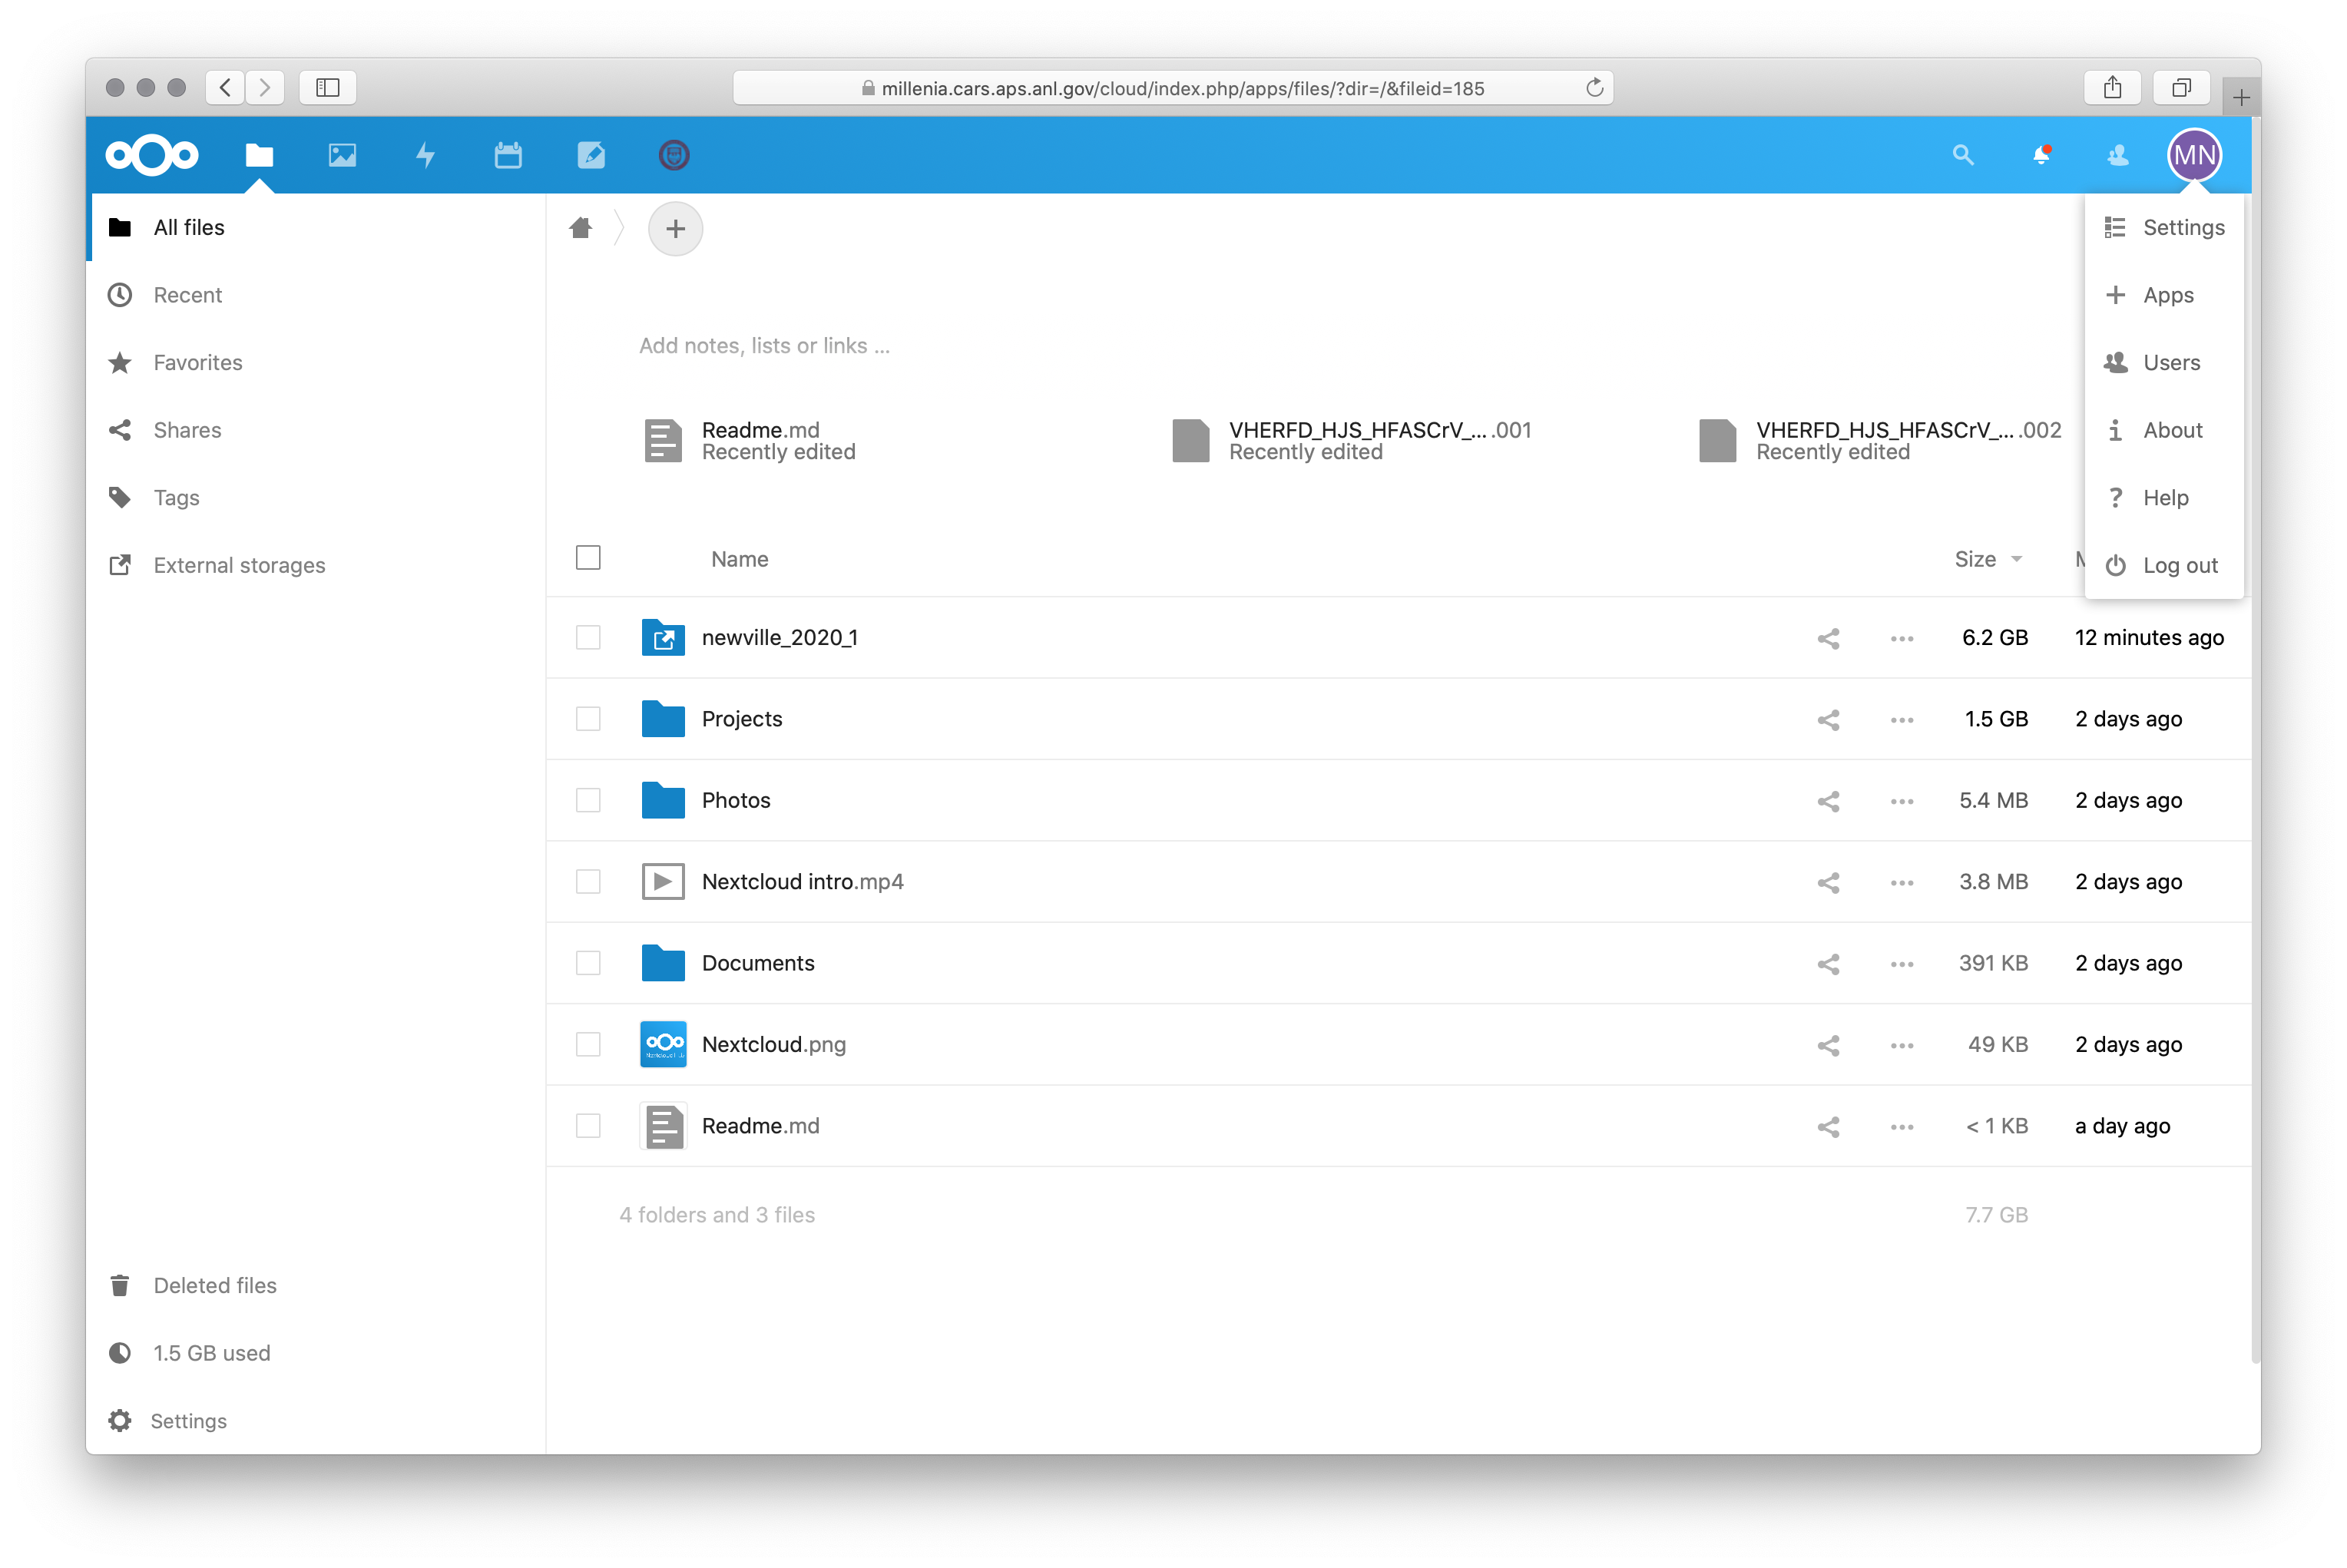 millenia.cars.aps.anl.gov/cloud/index.php/apps/files/?dir=/&fileid=185
MN
All files
Recent
Favorites
Shares
Tags
External storages
Deleted files
1.5 GB used
Settings
Settings
Apps
Users
About
Help
Log out
Add notes, lists or links ...
Readme.md
Recently edited
VHERFD_HJS_HFASCrV_... .001
Recently edited
VHERFD_HJS_HFASCrV_... .002
Recently edited
Name Size
newville_2020_1 6.2 GB 12 minutes ago
Projects 1.5 GB 2 days ago
Photos 5.4 MB 2 days ago
Nextcloud intro.mp4 3.8 MB 2 days ago
Documents 391 KB 2 days ago
Nextcloud.png 49 KB 2 days ago
Readme.md < 1 KB a day ago
4 folders and 3 files 7.7 GB